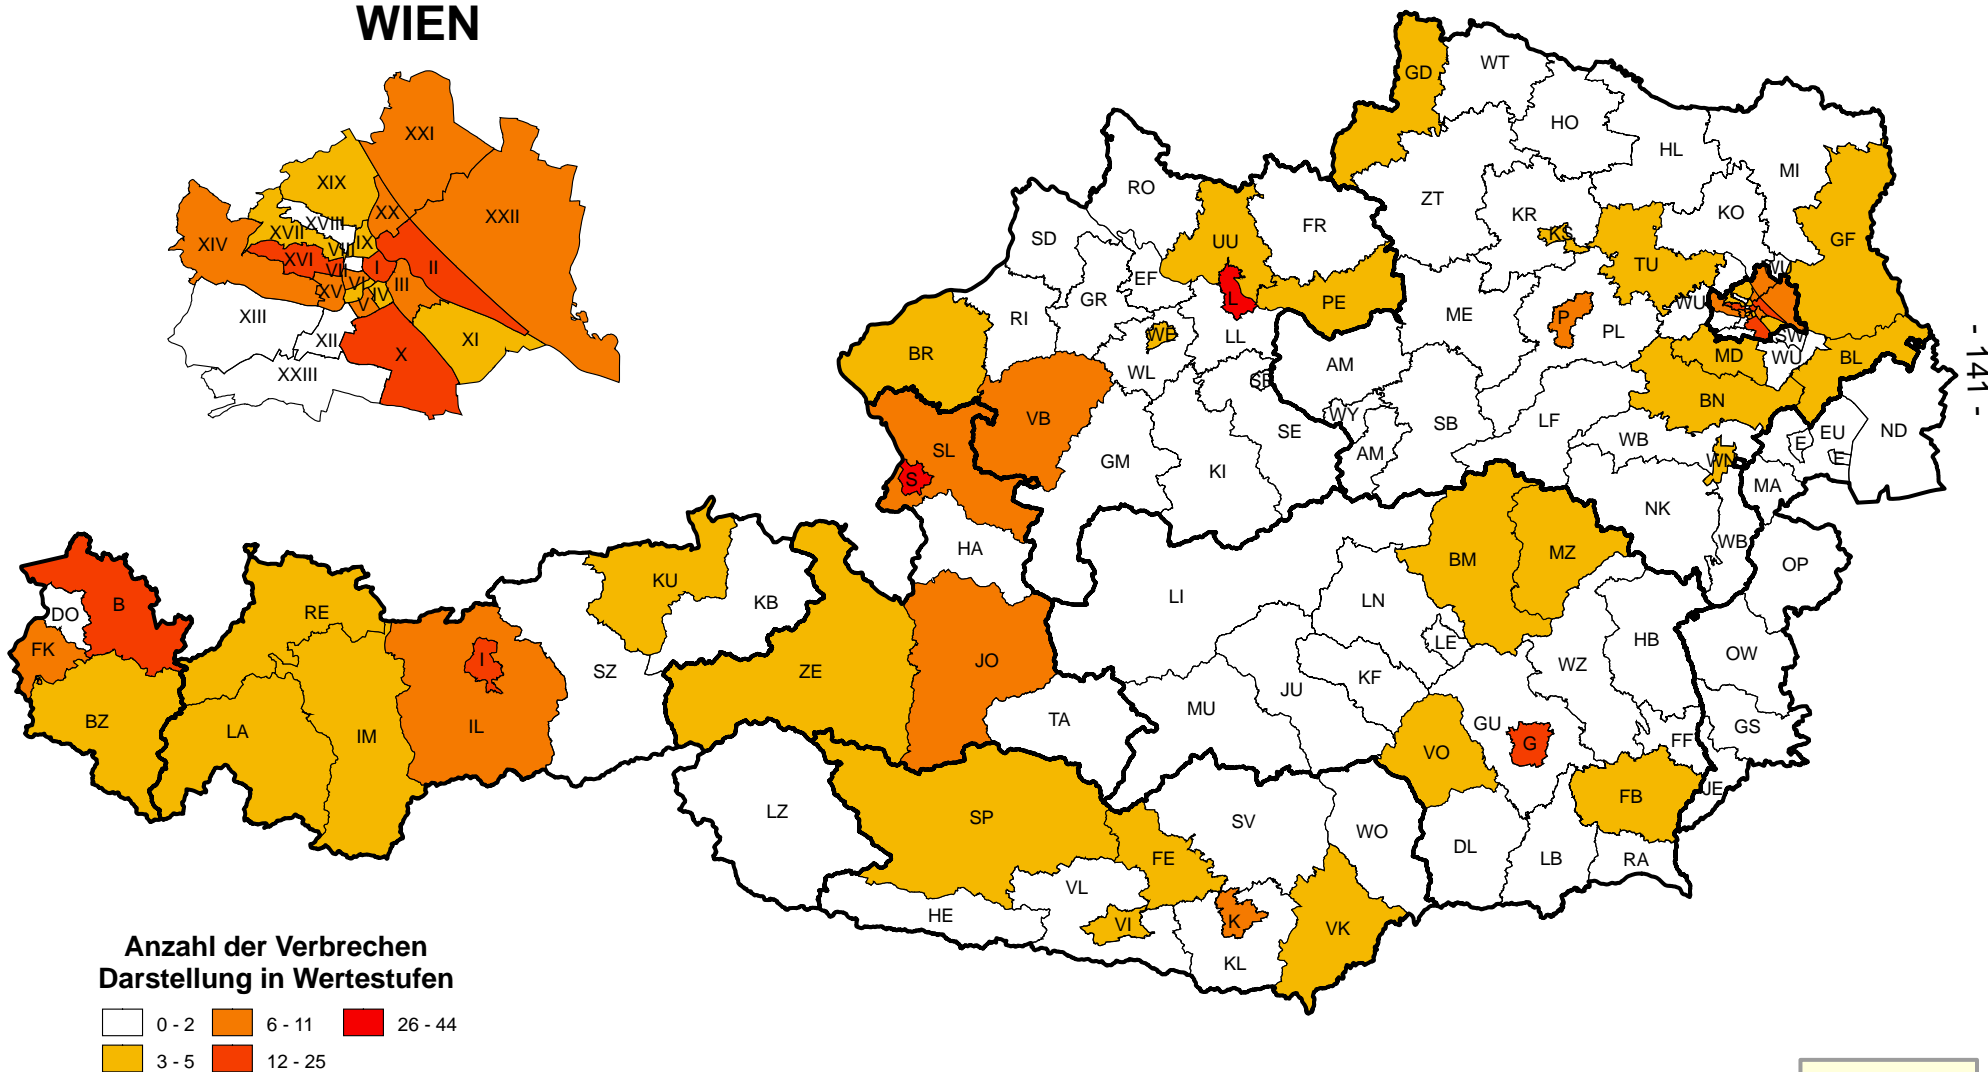 WIEN
XXI
XIX
XXII
XX
XVIII
XVII
XIV
IX
VIII
XVI
I
II
VII
VI
III
XV
IV
V
XIII
XII
XI
X
XXIII
GD
WT
HO
HL
MI
RO
ZT
KR
KO
SD
UU
FR
KS
GF
TU
EF
GR
L
PE
RI
ME
P
PL
WU
WE
LL
SW
BR
WL
AM
MD
WU
BL
SE
BN
VB
WY
SB
LF
SL
GM
KI
SE
AM
WB
WN
E
EU
ND
E
S
MA
NK
HA
BM
MZ
WB
OP
KU
KB
LI
LN
B
DO
RE
HB
LE
FK
I
SZ
ZE
JO
WZ
OW
KF
JU
BZ
LA
IM
IL
TA
MU
GU
G
GS
VO
FF
JE
FB
LZ
SP
SV
WO
DL
LB
RA
FE
VL
HE
VI
K
VK
KL
- 141 -
Anzahl der Verbrechen
Darstellung in Wertestufen
0 - 2
6 - 11
26 - 44
3 - 5
12 - 25